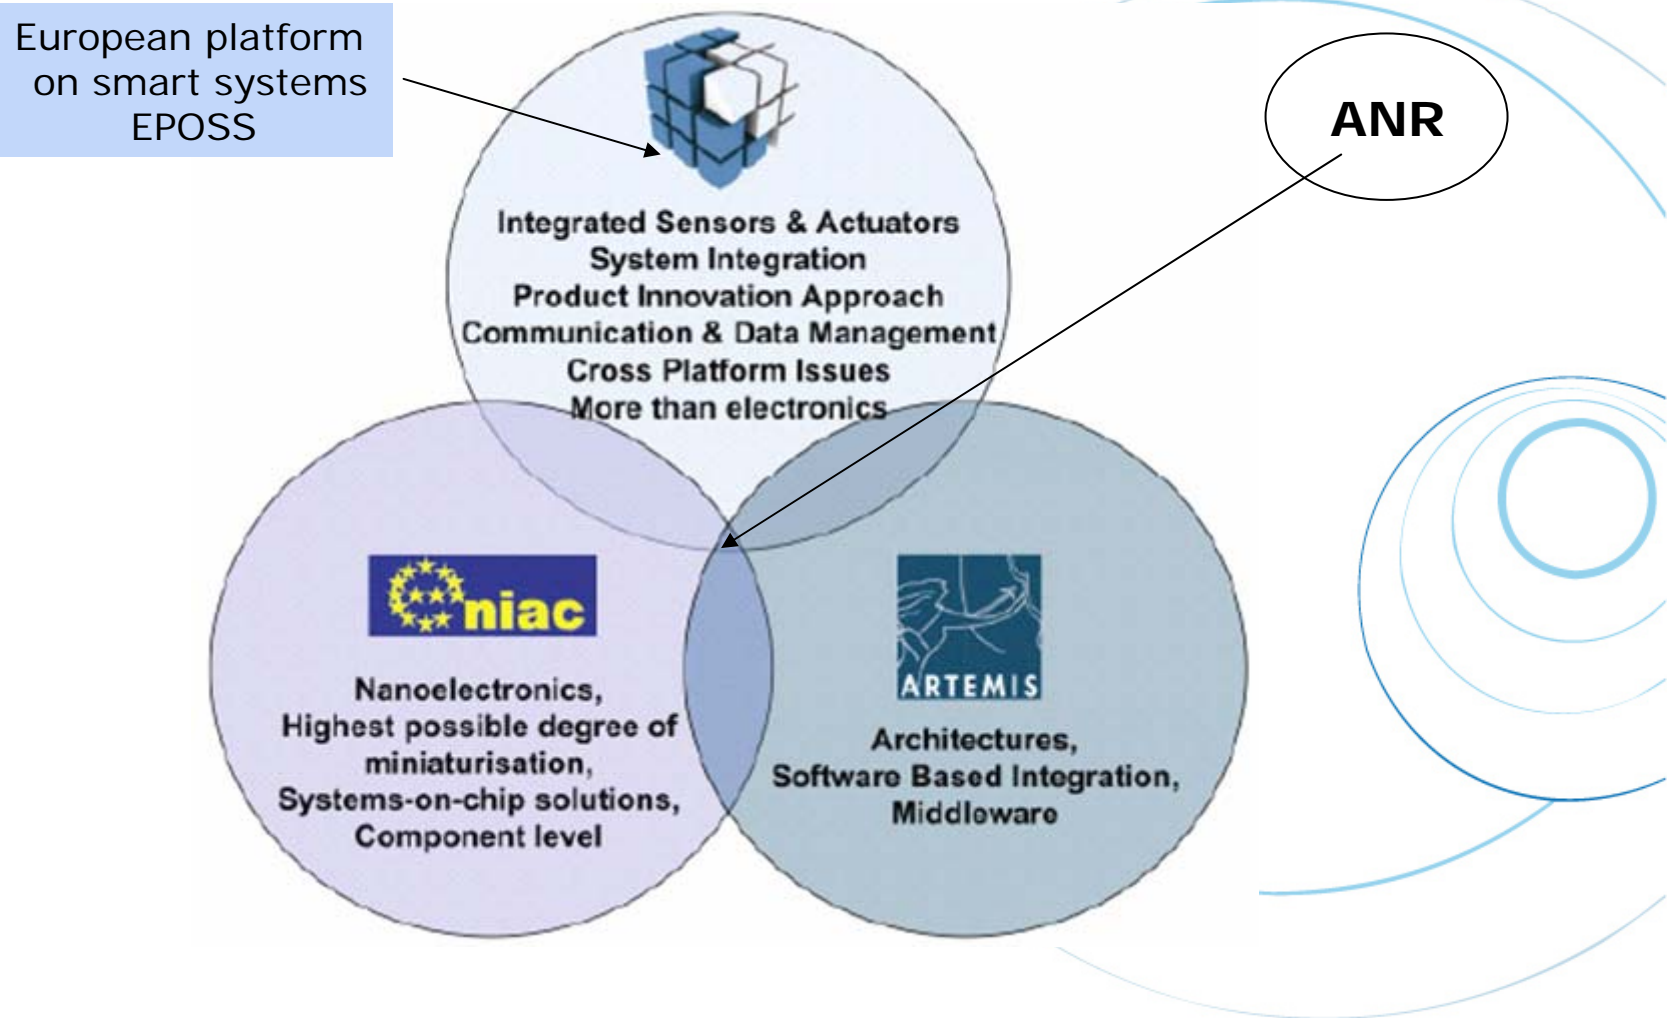 European platform
on smart systems
EPOSS
ANR
Integrated Sensors & Actuators
System Integration
Product Innovation Approach
Communication & Data Management
Cross Platform Issues
More than electronics
eniac
Nanoelectronics,
Highest possible degree of
miniaturisation,
Systems-on-chip solutions,
Component level
ARTEMIS
Architectures,
Software Based Integration,
Middleware